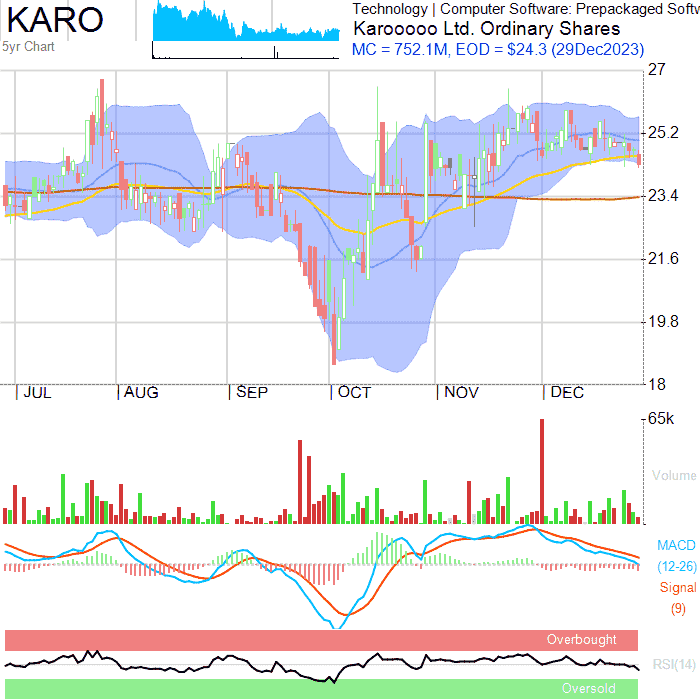 KARO
5yr Chart
Technology | Computer Software: Prepackaged Softw
Karooooo Ltd. Ordinary Shares
MC = 752.1M, EOD = $24.3 (29Dec2023)
27
25.2
23.4
21.6
19.8
18
| JUL | AUG | SEP | OCT | NOV | DEC
65k
Volume
MACD
(12-26)
Signal
(9)
Overbought
RSI(14)
Oversold